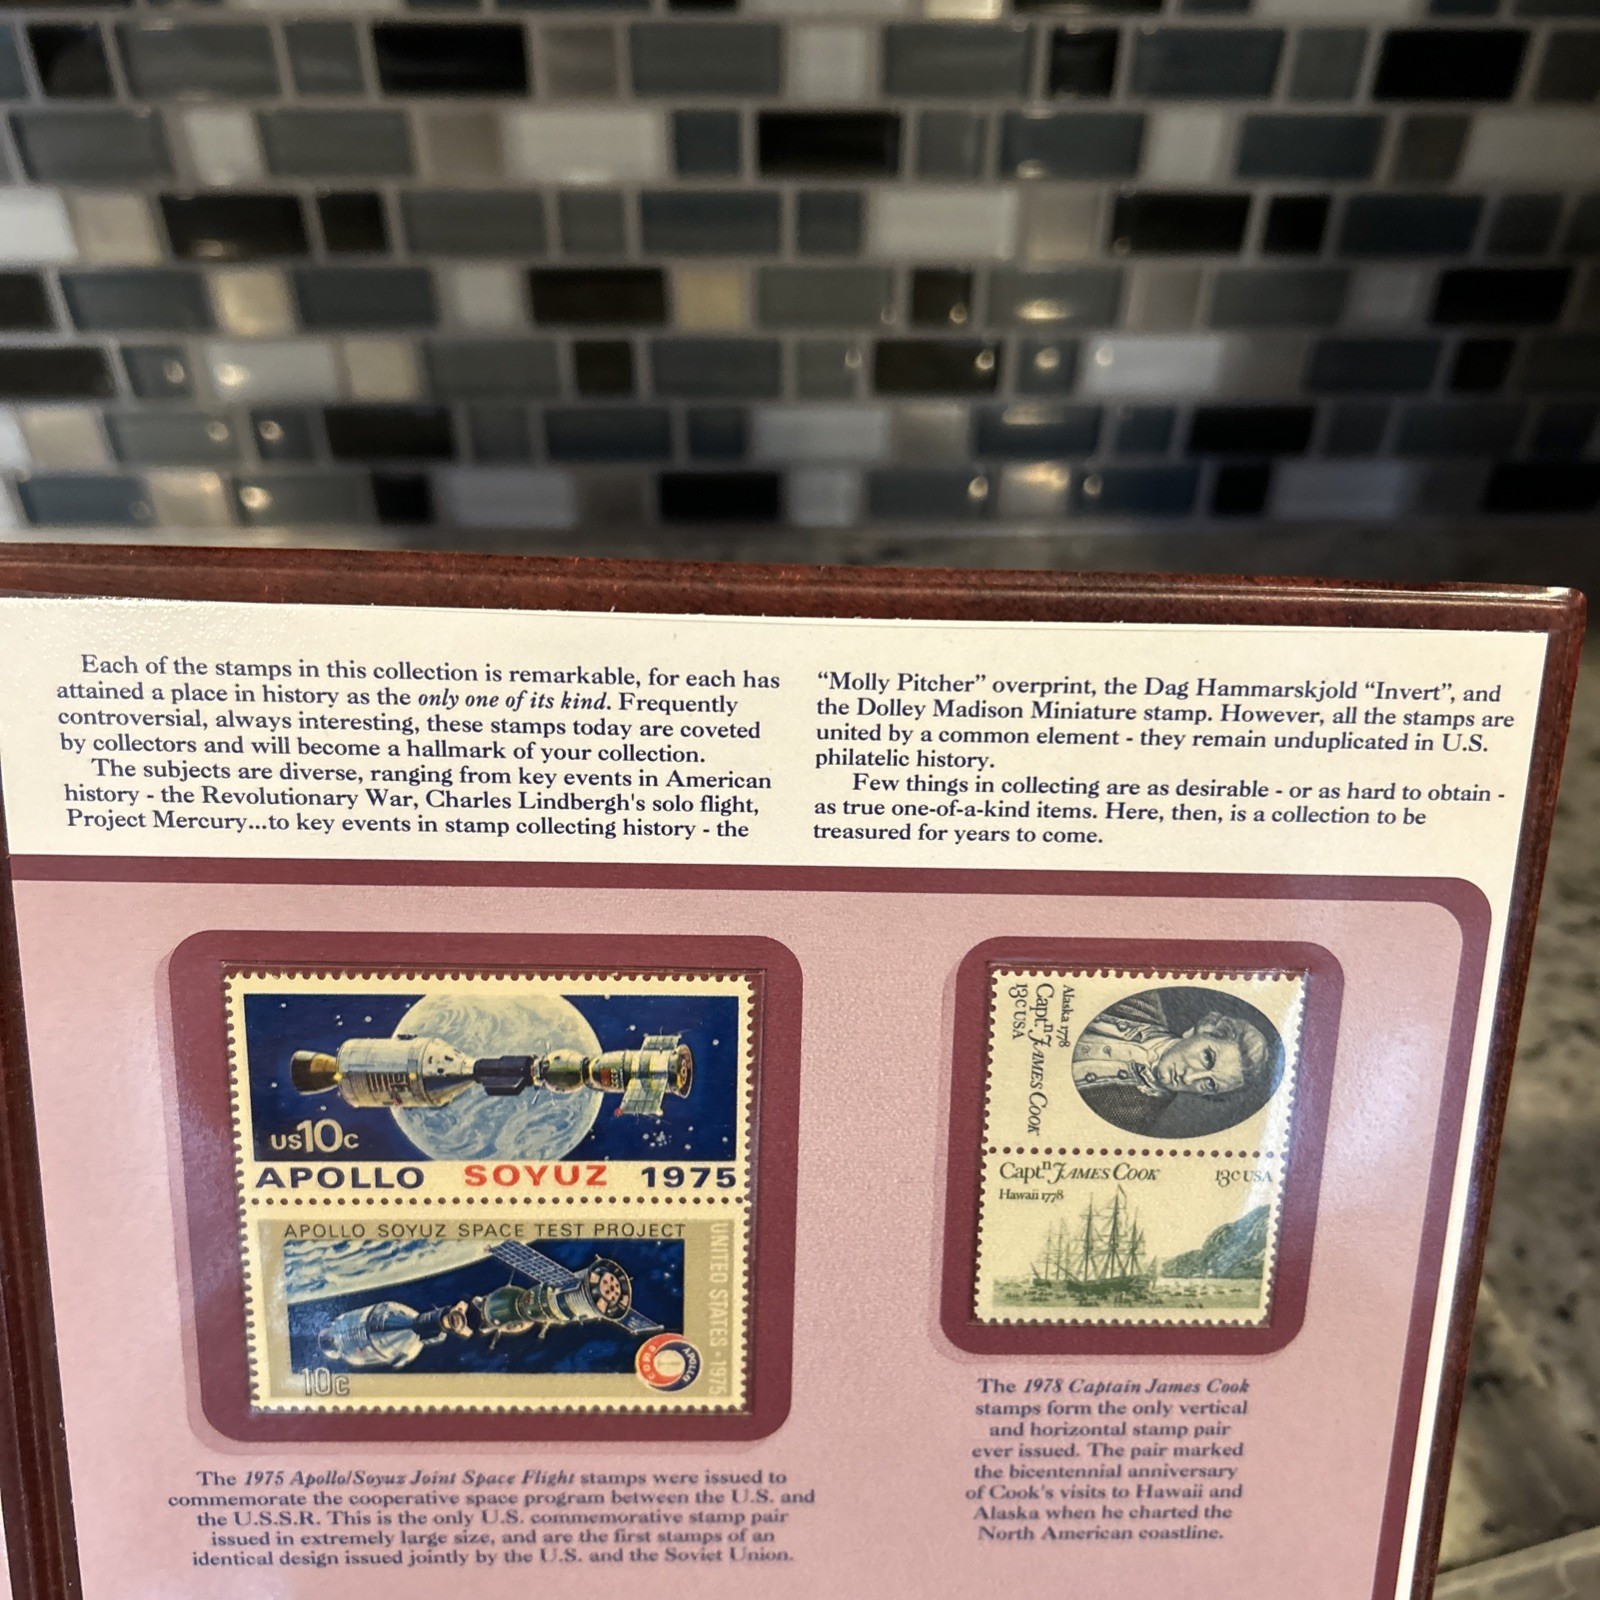 Each of the stamps in this collection is remarkable, for each has
attained a place in history as the only one of its kind. Frequently
controversial, always interesting, these stamps today are coveted
by collectors and will become a hallmark of your collection.
The subjects are diverse, ranging from key events in American
history - the Revolutionary War, Charles Lindbergh's solo flight,
Project Mercury...to key events in stamp collecting history - the
“Molly Pitcher” overprint, the Dag Hammarskjold “Invert”, and
the Dolley Madison Miniature stamp. However, all the stamps are
united by a common element - they remain unduplicated in U.S.
philatelic history.
Few things in collecting are as desirable - or as hard to obtain -
as true one-of-a-kind items. Here, then, is a collection to be
treasured for years to come.
US10c
APOLLO SOYUZ 1975
APOLLO SOYUZ SPACE TEST PROJECT
UNITED STATES • 1975
10c
APOLLO
The 1975 Apollo/Soyuz Joint Space Flight stamps were issued to
commemorate the cooperative space program between the U.S. and
the U.S.S.R. This is the only U.S. commemorative stamp pair
issued in extremely large size, and are the first stamps of an
identical design issued jointly by the U.S. and the Soviet Union.
Alaska 1778
Capt.n JAMES COOK
13c USA
Capt.n JAMES COOK 13c USA
Hawaii 1778
The 1978 Captain James Cook
stamps form the only vertical
and horizontal stamp pair
ever issued. The pair marked
the bicentennial anniversary
of Cook's visits to Hawaii and
Alaska when he charted the
North American coastline.